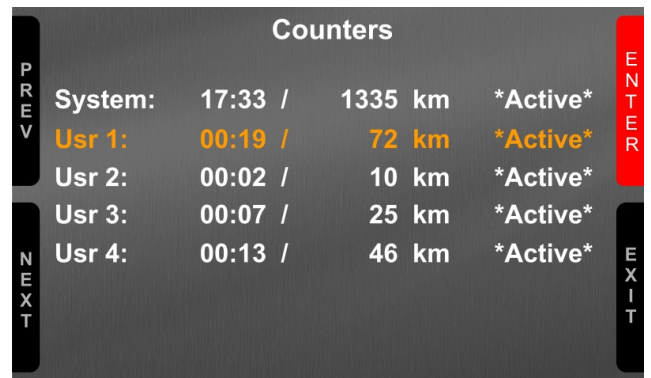 Counters
PREV
ENTER
System: 17:33 / 1335 km *Active*
Usr 1: 00:19 / 72 km *Active*
Usr 2: 00:02 / 10 km *Active*
Usr 3: 00:07 / 25 km *Active*
Usr 4: 00:13 / 46 km *Active*
NEXT
EXIT